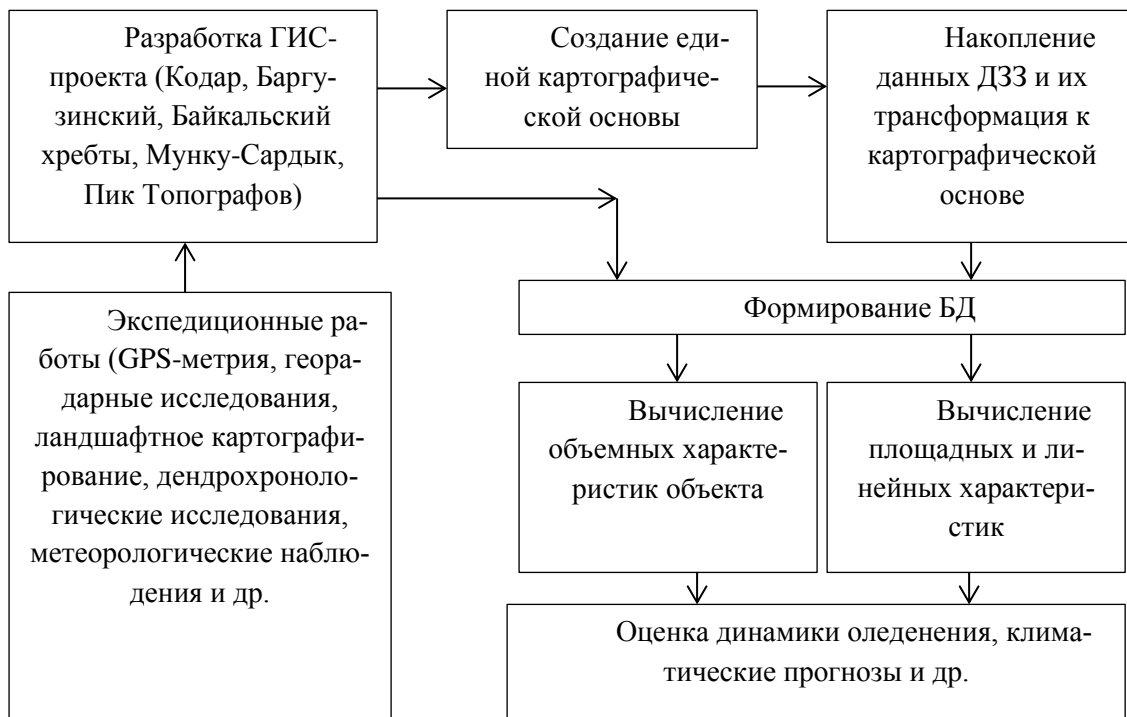 Разработка ГИС-
проекта (Кодар, Баргу-
зинский, Байкальский
хребты, Мунку-Сардык,
Пик Топографов)
Создание еди-
ной картографиче-
ской основы
Накопление
данных ДЗЗ и их
трансформация к
картографической
основе
Формирование БД
Экспедиционные ра-
боты (GPS-метрия, геора-
дарные исследования,
ландшафтное картографи-
рование, дендрохроноло-
гические исследования,
метеорологические наблю-
дения и др.
Вычисление
объемных характе-
ристик объекта
Вычисление
площадных и ли-
нейных характери-
стик
Оценка динамики оледенения, клима-
тические прогнозы и др.